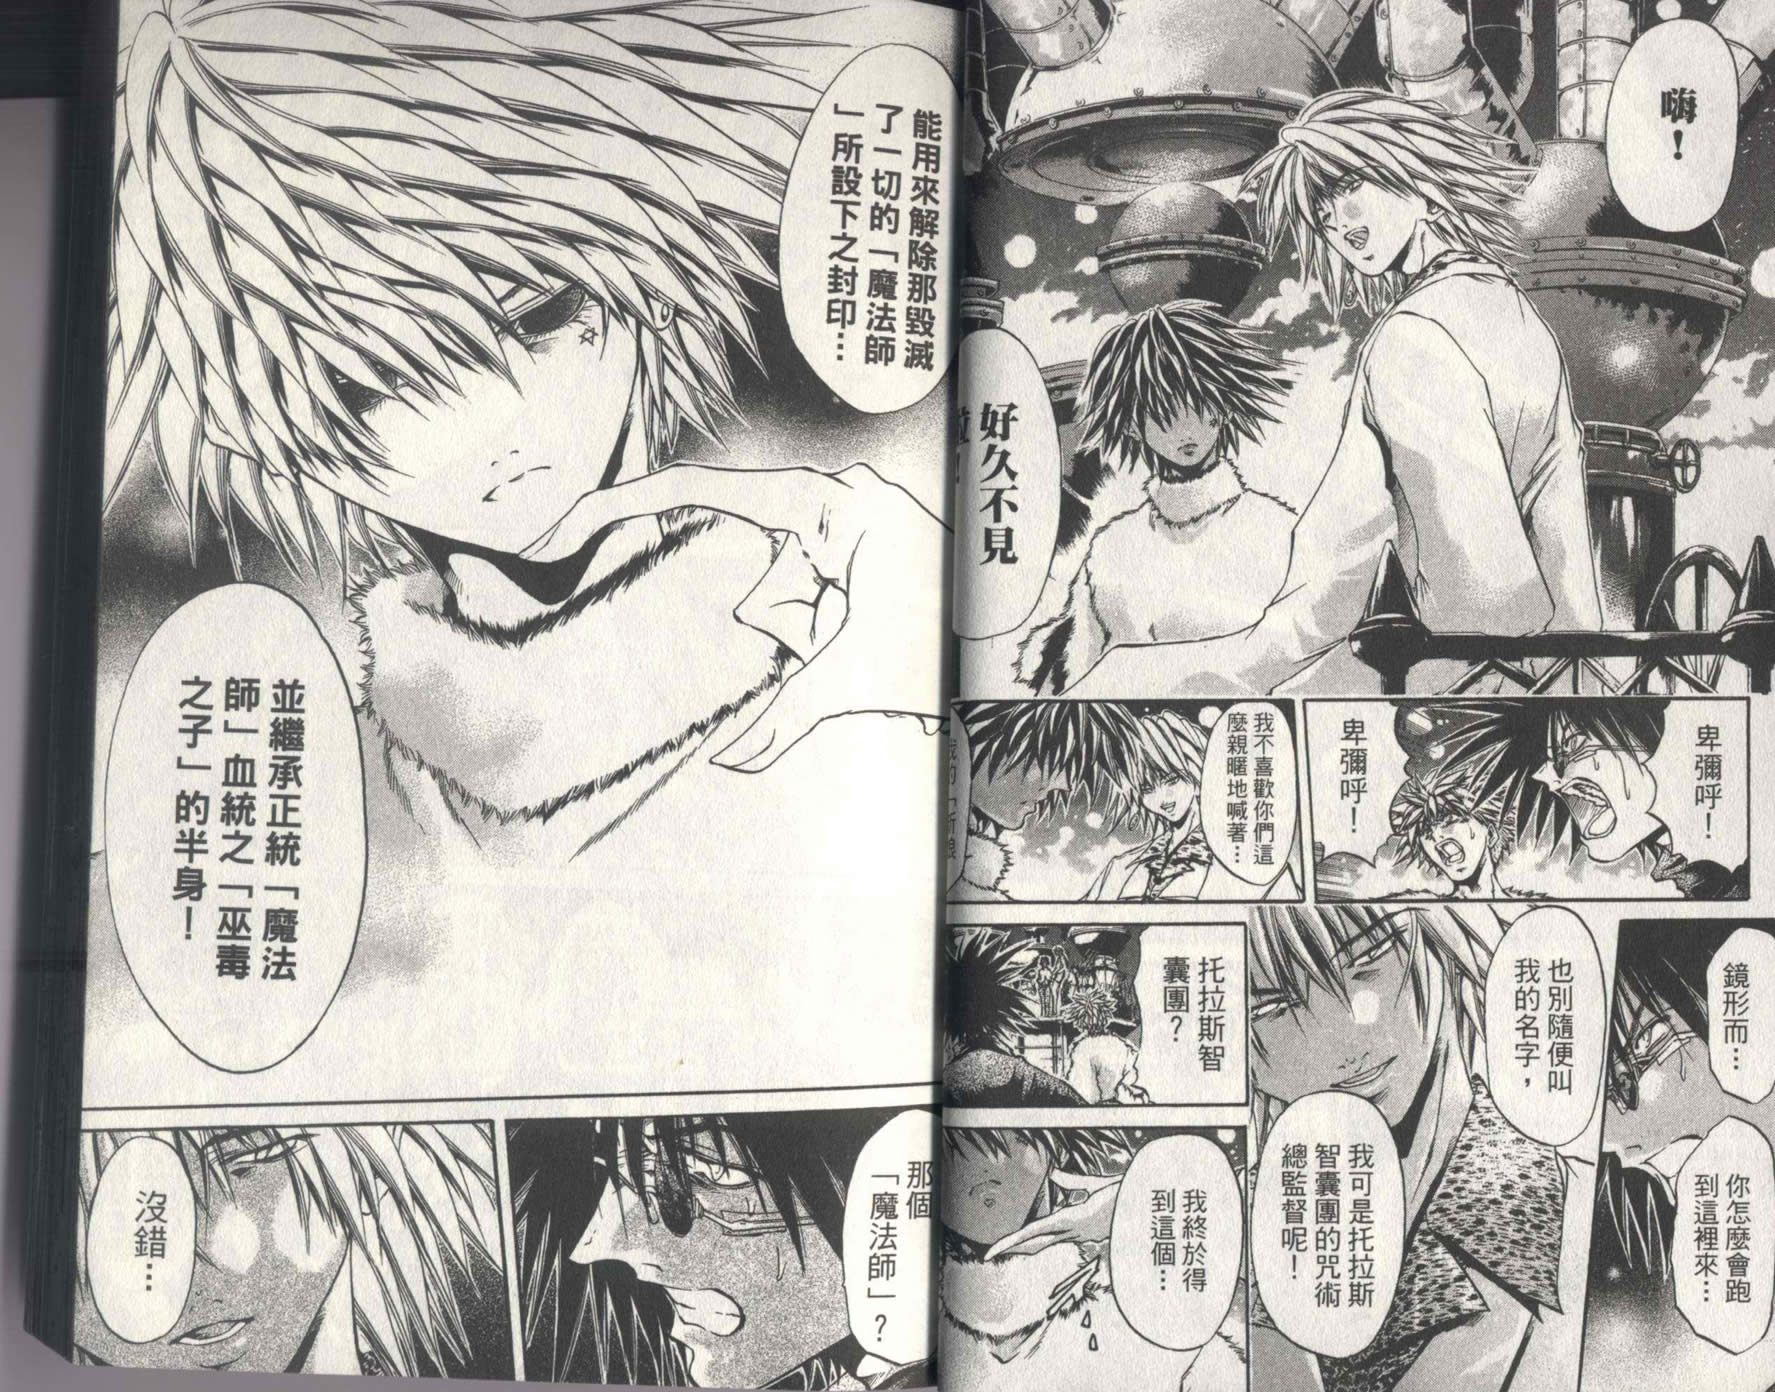 嗨！
好久不見
啦！
卑彌呼！
卑彌呼！
我不喜歡你們這
麼親暱地喊著…
鏡形而…
你怎麼會跑
到這裡來…
也別隨便叫
我的名字，
我可是托拉斯
智囊團的咒術
總監督呢！
托拉斯智
囊團？
我終於得
到這個…
能用來解除那毀滅
了一切的「魔法師
」所設下之封印…
並繼承正統「魔法
師」血統之「巫毒
之子」的半身！
那個
「魔法師」？
沒錯…